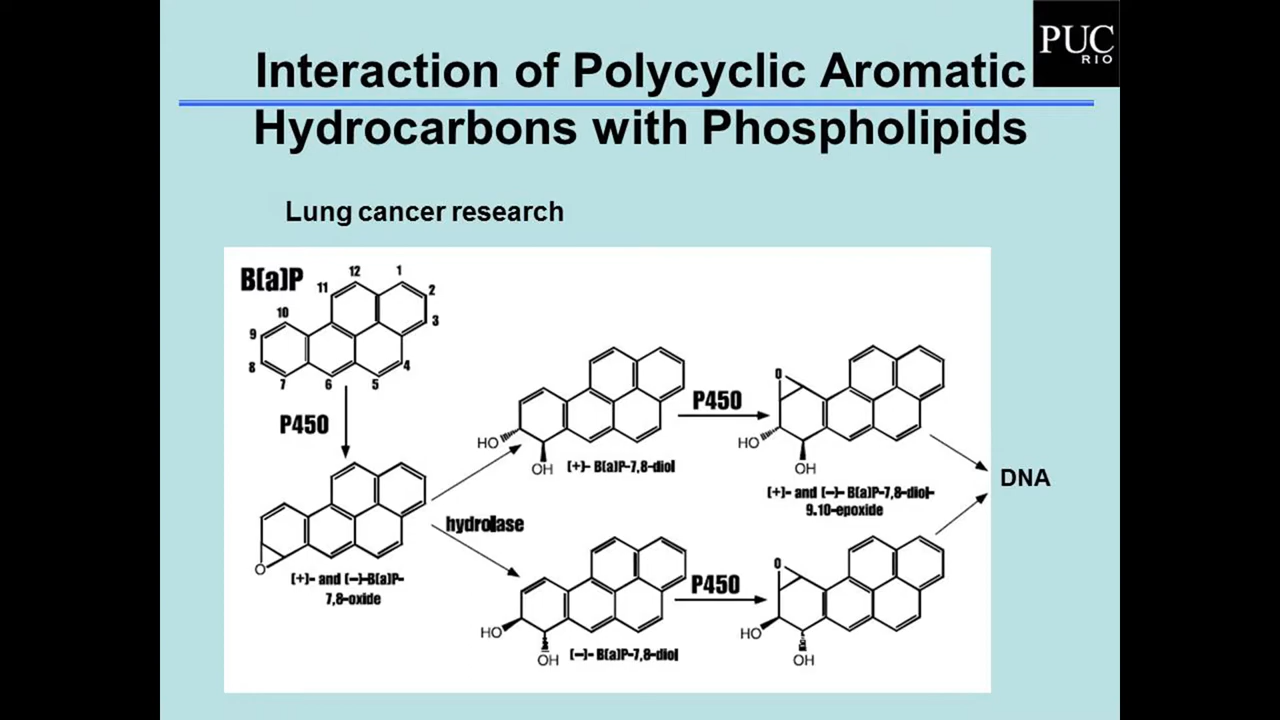 PUC
RIO
Interaction of Polycyclic Aromatic
Hydrocarbons with Phospholipids
Lung cancer research
B(a)P
12
1
11
2
10
3
9
8
4
7
6
5
P450
O
(+)- and (–)-B(a)P-
7,8-oxide
hydrolase
HO
OH
(+)- B(a)P-7,8-diol
P450
O
HO
OH
(+)- and (–)- B(a)P-7,8-diol-
9.10-epoxide
DNA
HO
OH
(–)- B(a)P-7,8-diol
P450
O
HO
OH